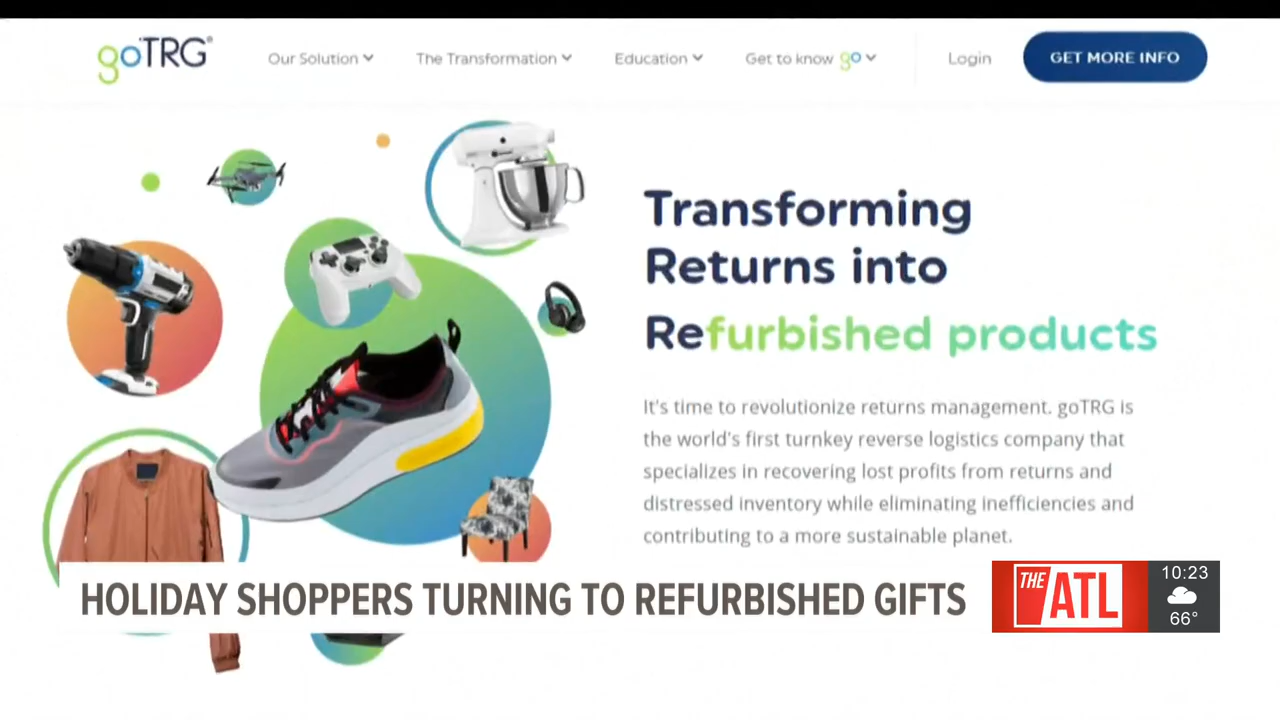 goTRG®
Our Solution
The Transformation
Education
Get to know go
Login
GET MORE INFO
Transforming
Returns into
Refurbished products
It's time to revolutionize returns management. goTRG is
the world's first turnkey reverse logistics company that
specializes in recovering lost profits from returns and
distressed inventory while eliminating inefficiencies and
contributing to a more sustainable planet.
HOLIDAY SHOPPERS TURNING TO REFURBISHED GIFTS
THE ATL
10:23
66°